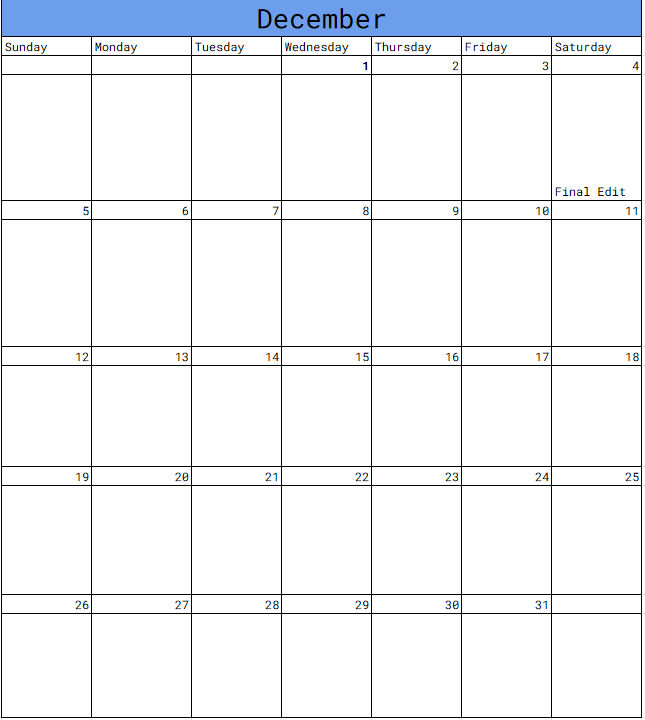 December
Sunday Monday Tuesday Wednesday Thursday Friday Saturday
1 2 3 4
Final Edit
5 6 7 8 9 10 11
12 13 14 15 16 17 18
19 20 21 22 23 24 25
26 27 28 29 30 31